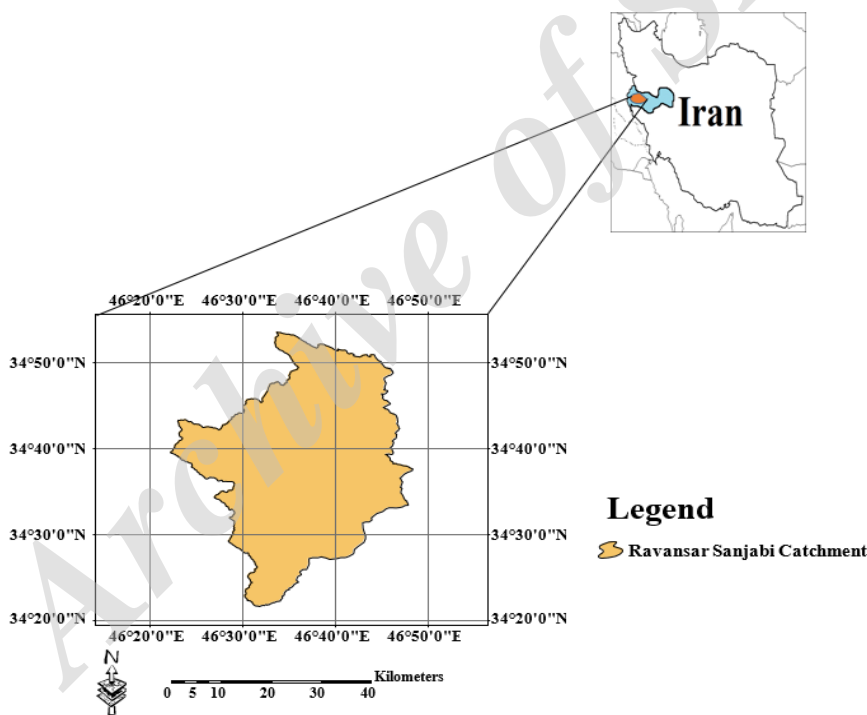 Iran
46°20'0"E 46°30'0"E 46°40'0"E 46°50'0"E
34°50'0"N 34°50'0"N
34°40'0"N 34°40'0"N
34°30'0"N 34°30'0"N
34°20'0"N 34°20'0"N
46°20'0"E 46°30'0"E 46°40'0"E 46°50'0"E
Legend
Ravansar Sanjabi Catchment
N
Kilometers
0 5 10 20 30 40
Archive of S